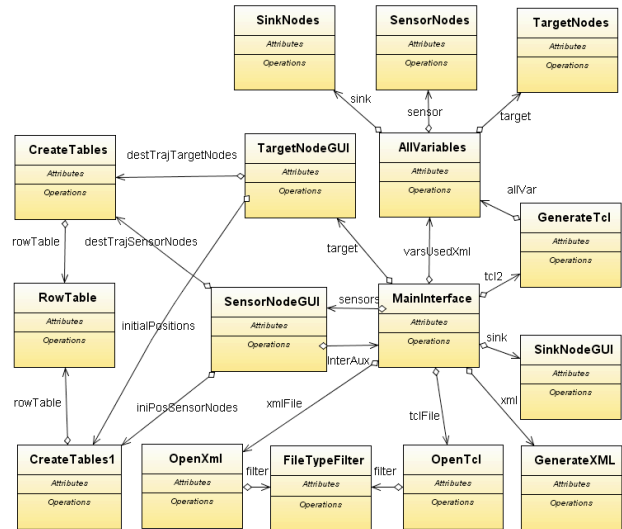 SinkNodes
Attributes
Operations
SensorNodes
Attributes
Operations
TargetNodes
Attributes
Operations
sink
sensor
target
CreateTables
Attributes
Operations
destTrajTargetNodes
TargetNodeGUI
Attributes
Operations
AllVariables
Attributes
Operations
allVar
GenerateTcl
Attributes
Operations
rowTable
destTrajSensorNodes
target
varsUsedXml
tcl2
RowTable
Attributes
Operations
initialPositions
SensorNodeGUI
Attributes
Operations
sensors
MainInterface
Attributes
Operations
sink
SinkNodeGUI
Attributes
Operations
InterAux
rowTable
iniPosSensorNodes
xmlFile
tclFile
xml
CreateTables1
Attributes
Operations
OpenXml
Attributes
Operations
filter
FileTypeFilter
Attributes
Operations
filter
OpenTcl
Attributes
Operations
GenerateXML
Attributes
Operations